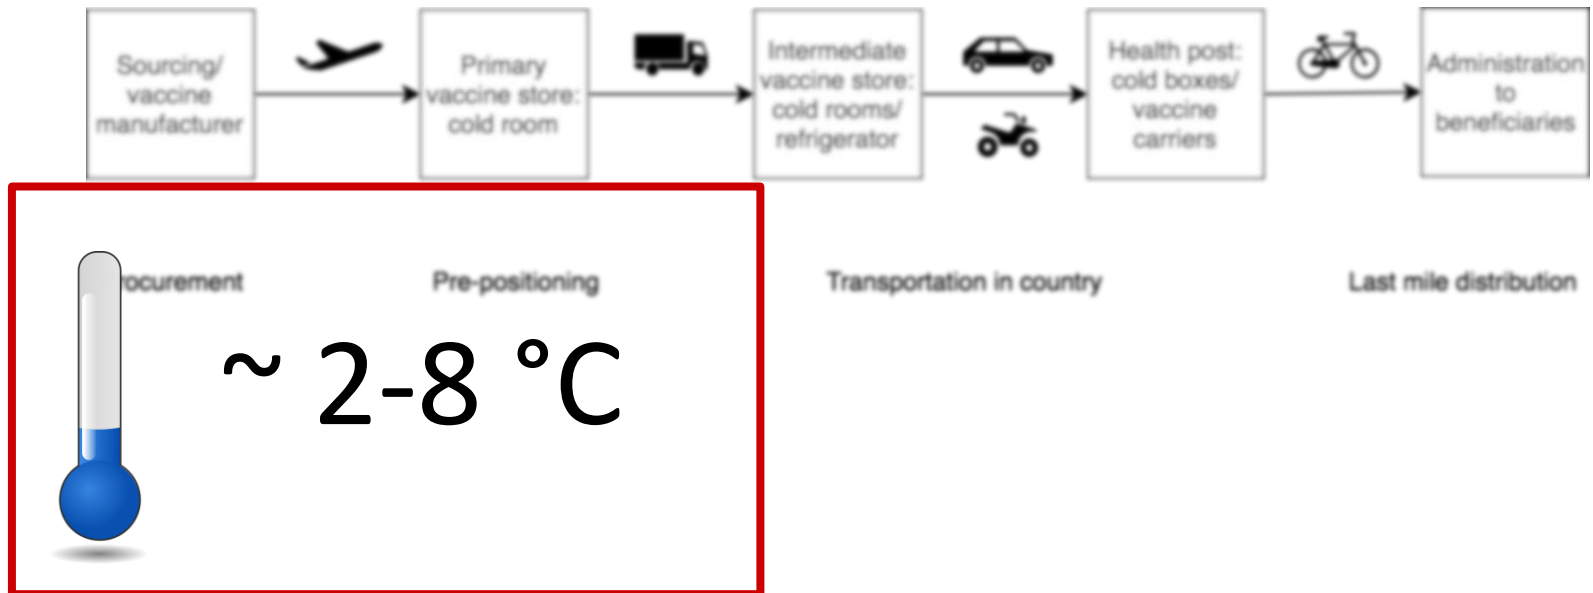 Sourcing/
vaccine
manufacturer
Primary
vaccine store:
cold room
Intermediate
vaccine store:
cold rooms/
refrigerator
Health post:
cold boxes/
vaccine
carriers
Administration
to
beneficiaries
rocurement
Pre-positioning
Transportation in country
Last mile distribution
~ 2-8 °C